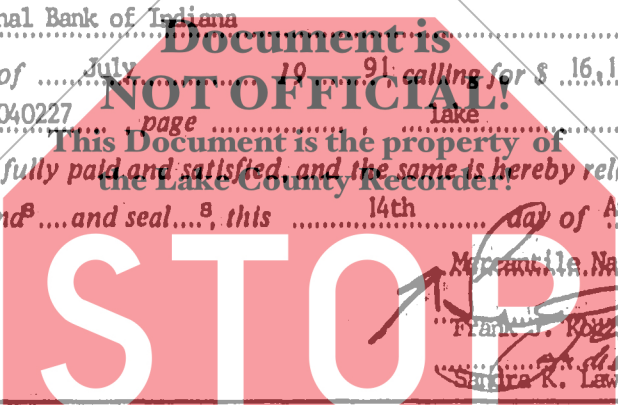 nal Bank of Indiana
Document is
of July 19 91 calling for $ 16,1
NOT OFFICIAL!
040227 page Lake
This Document is the property of
fully paid and satisfied, and the same is hereby rel
the Lake County Recorder!
nd s and seal s this 14th day of A
STOP
Mercantile Na
Frank J.
Sandra K. Law